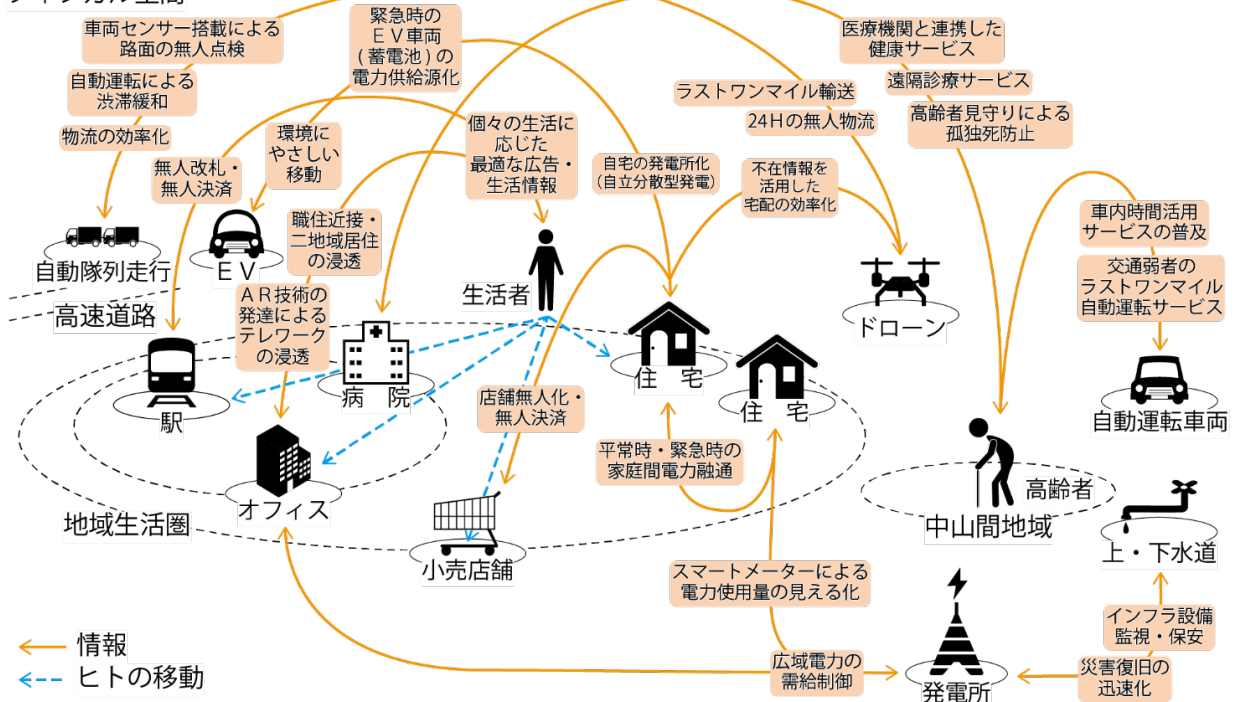 車両センサー搭載による
路面の無人点検
自動運転による
渋滞緩和
物流の効率化
無人改札・
無人決済
環境に
やさしい
移動
緊急時の
ＥＶ車両
(蓄電池)の
電力供給源化
個々の生活に
応じた
最適な広告・
生活情報
職住近接・
二地域居住
の浸透
ＡＲ技術の
発達による
テレワーク
の浸透
自宅の発電所化
(自立分散型発電)
ラストワンマイル輸送
24Hの無人物流
不在情報を
活用した
宅配の効率化
医療機関と連携した
健康サービス
遠隔診療サービス
高齢者見守りによる
孤独死防止
車内時間活用
サービスの普及
交通弱者の
ラストワンマイル
自動運転サービス
自動隊列走行
ＥＶ
高速道路
生活者
ドローン
駅
病　院
住　宅
住　宅
自動運転車両
店舗無人化・
無人決済
平常時・緊急時の
家庭間電力融通
オフィス
地域生活圏
小売店舗
高齢者
中山間地域
上・下水道
スマートメーターによる
電力使用量の見える化
インフラ設備
監視・保安
広域電力の
需給制御
災害復旧の
迅速化
発電所
情報
ヒトの移動